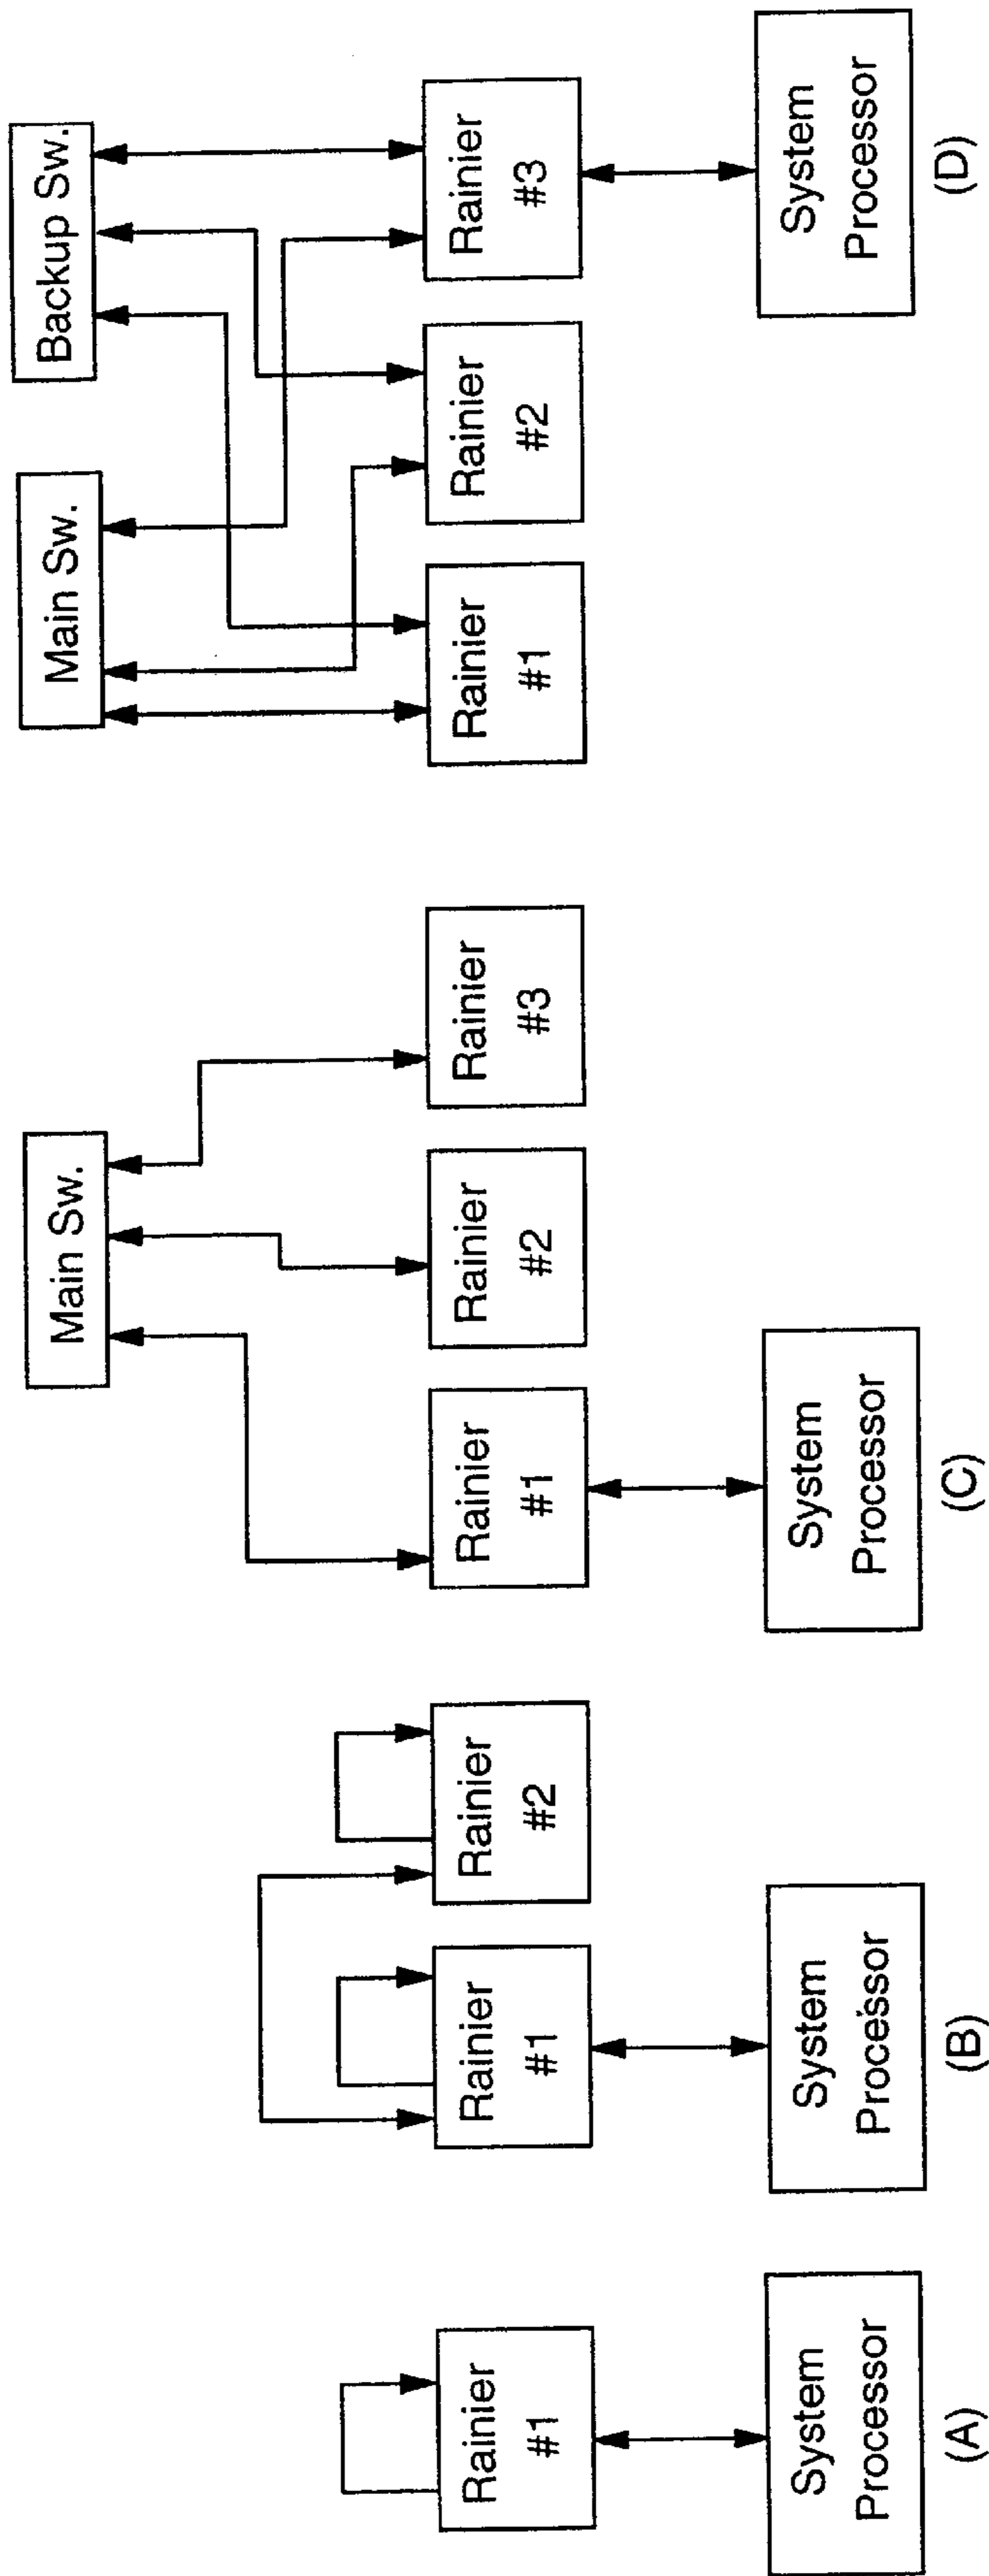 Rainier
#1
System
Processor
(A)
Rainier
#1
Rainier
#2
System
Processor
(B)
Main Sw.
Rainier
#1
Rainier
#2
Rainier
#3
System
Processor
(C)
Main Sw.
Backup Sw.
Rainier
#1
Rainier
#2
Rainier
#3
System
Processor
(D)